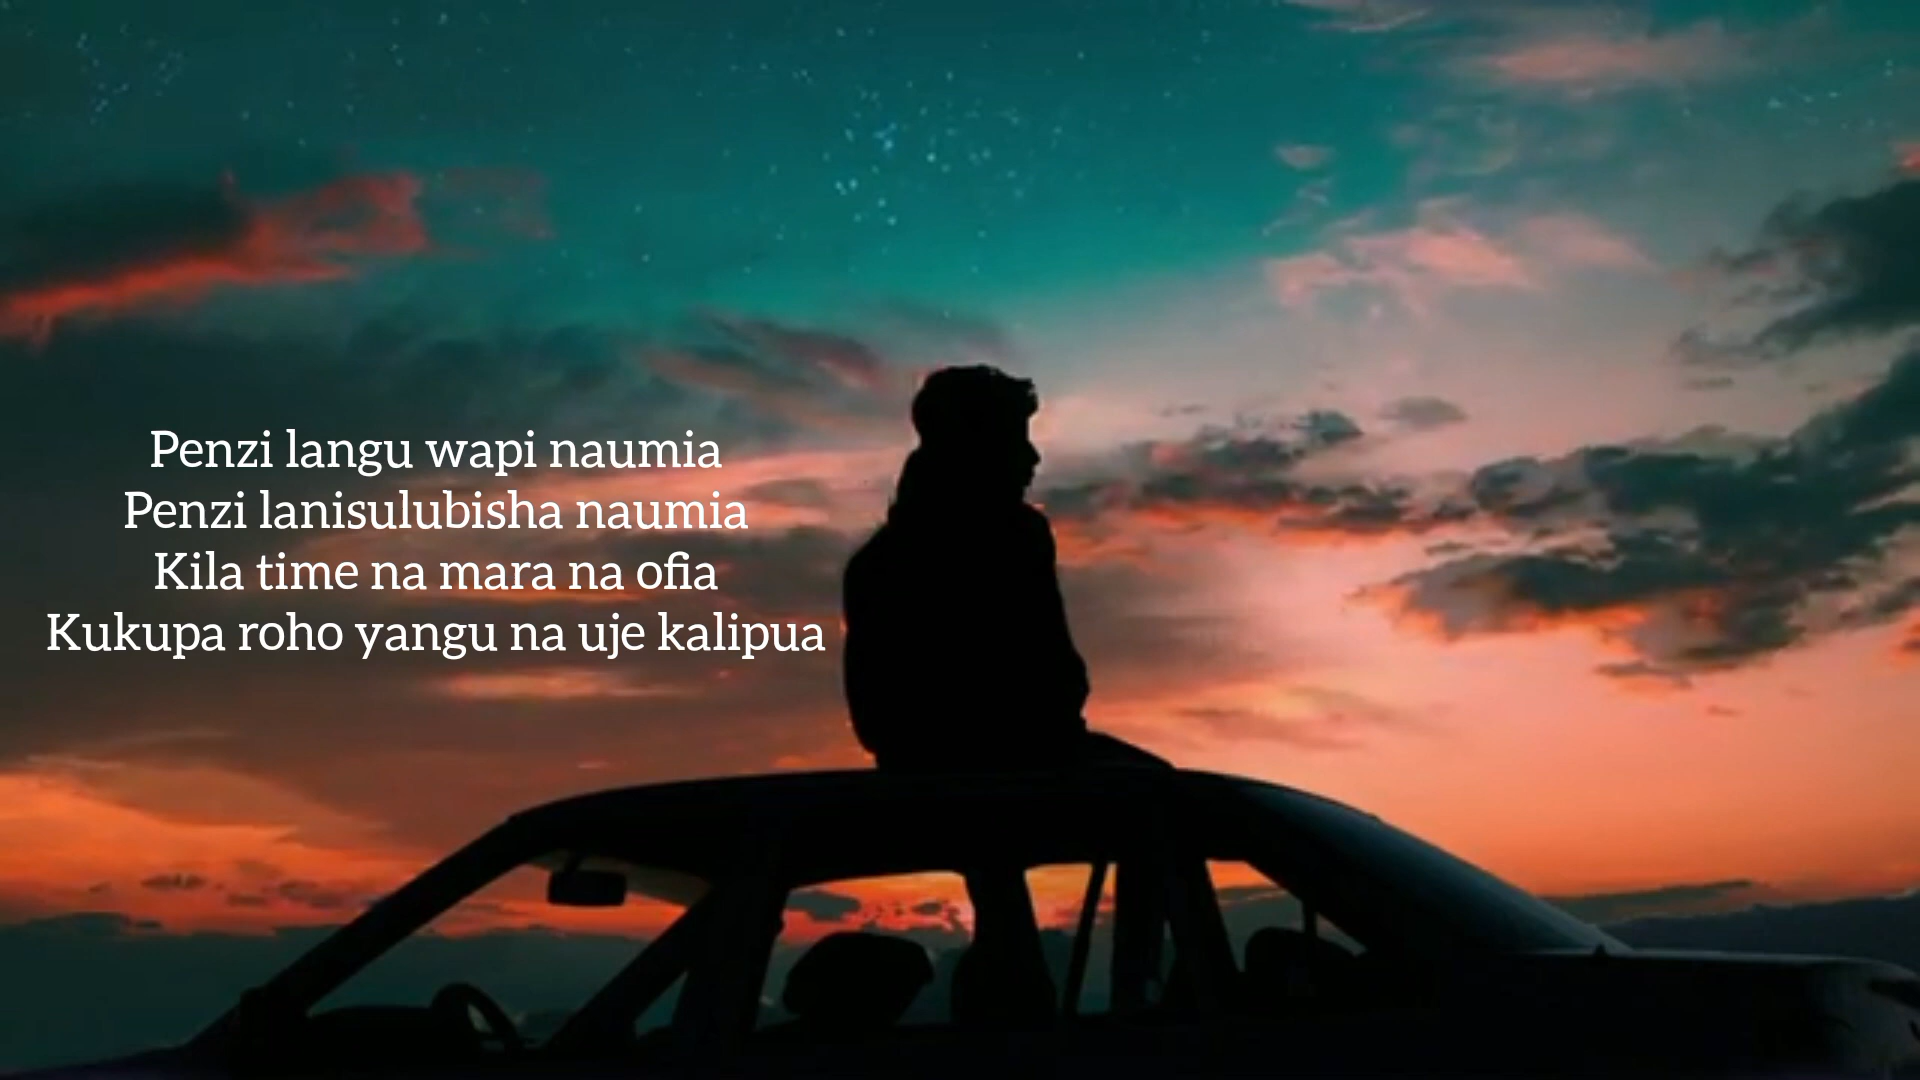 Penzi langu wapi naumia
Penzi lanisulubisha naumia
Kila time na mara na ofia
Kukupa roho yangu na uje kalipua